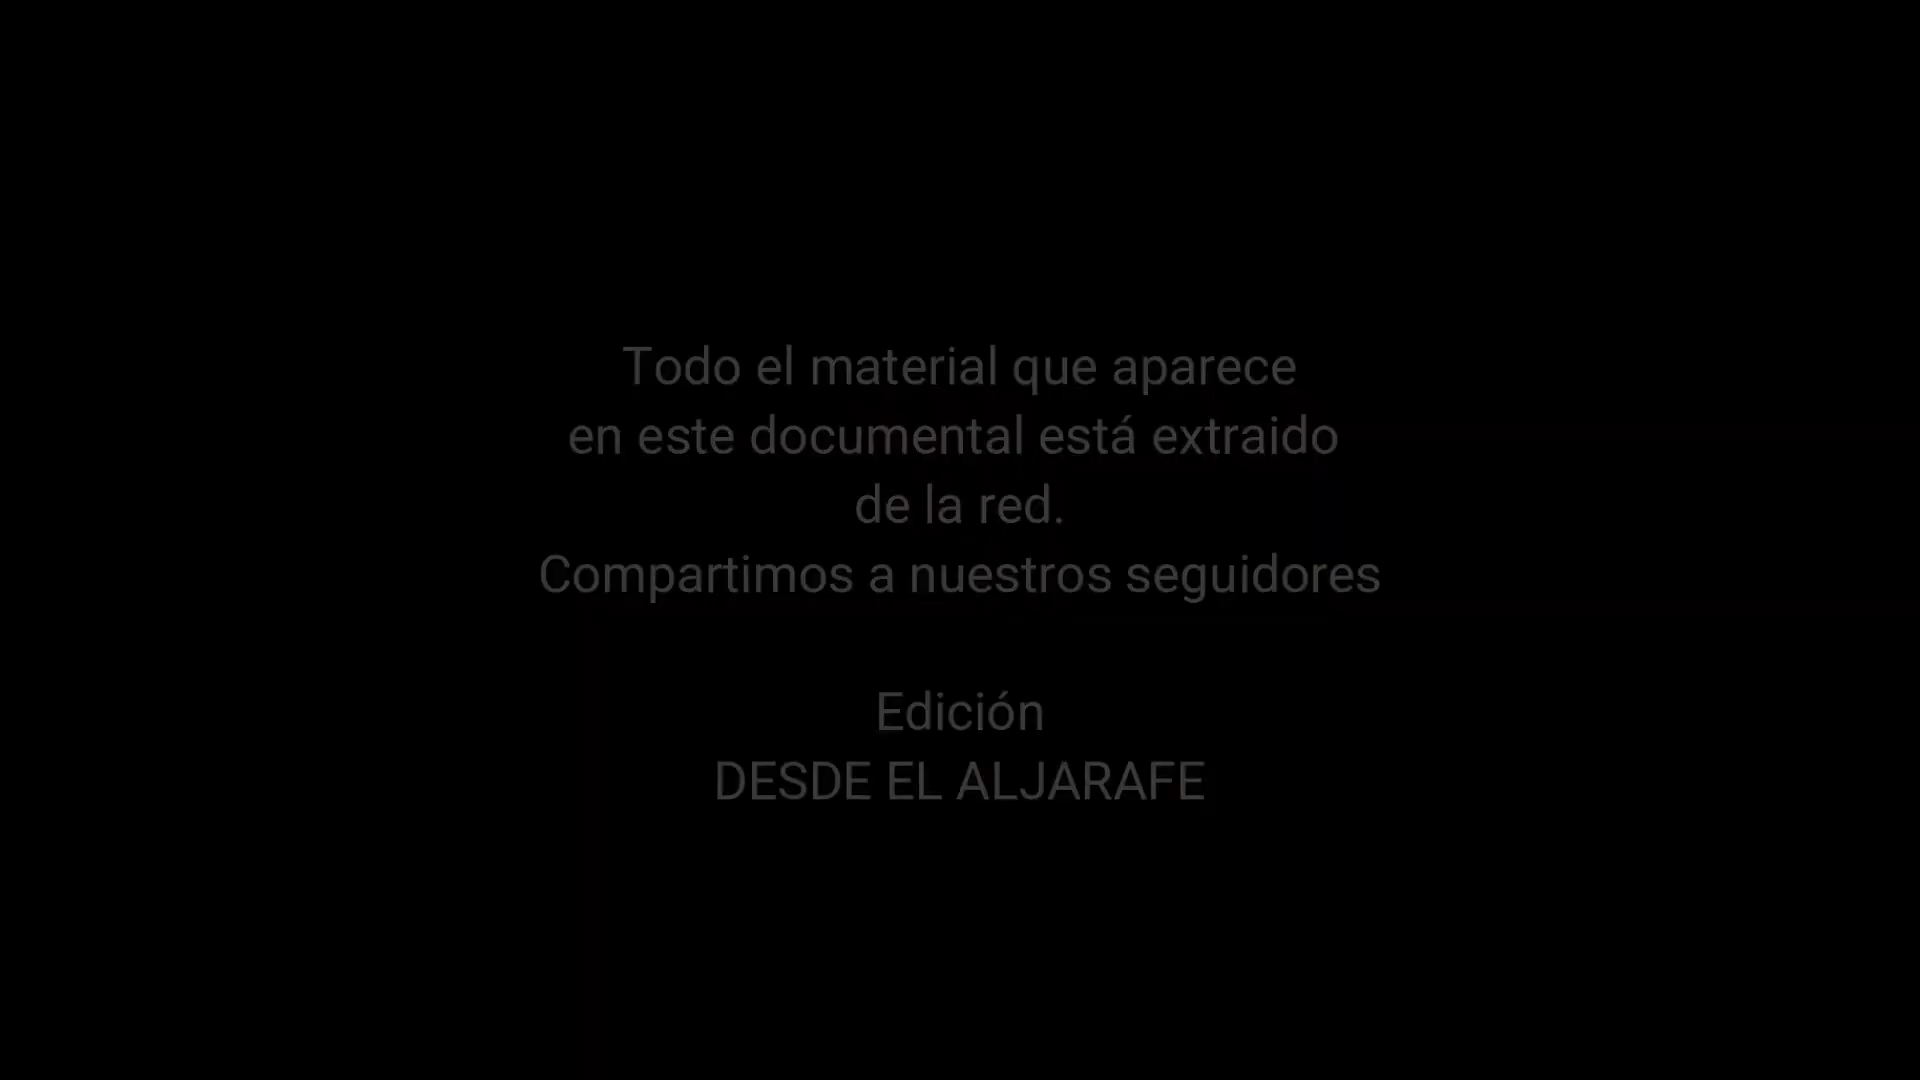 Todo el material que aparece
en este documental está extraido
de la red.
Compartimos a nuestros seguidores
Edición
DESDE EL ALJARAFE